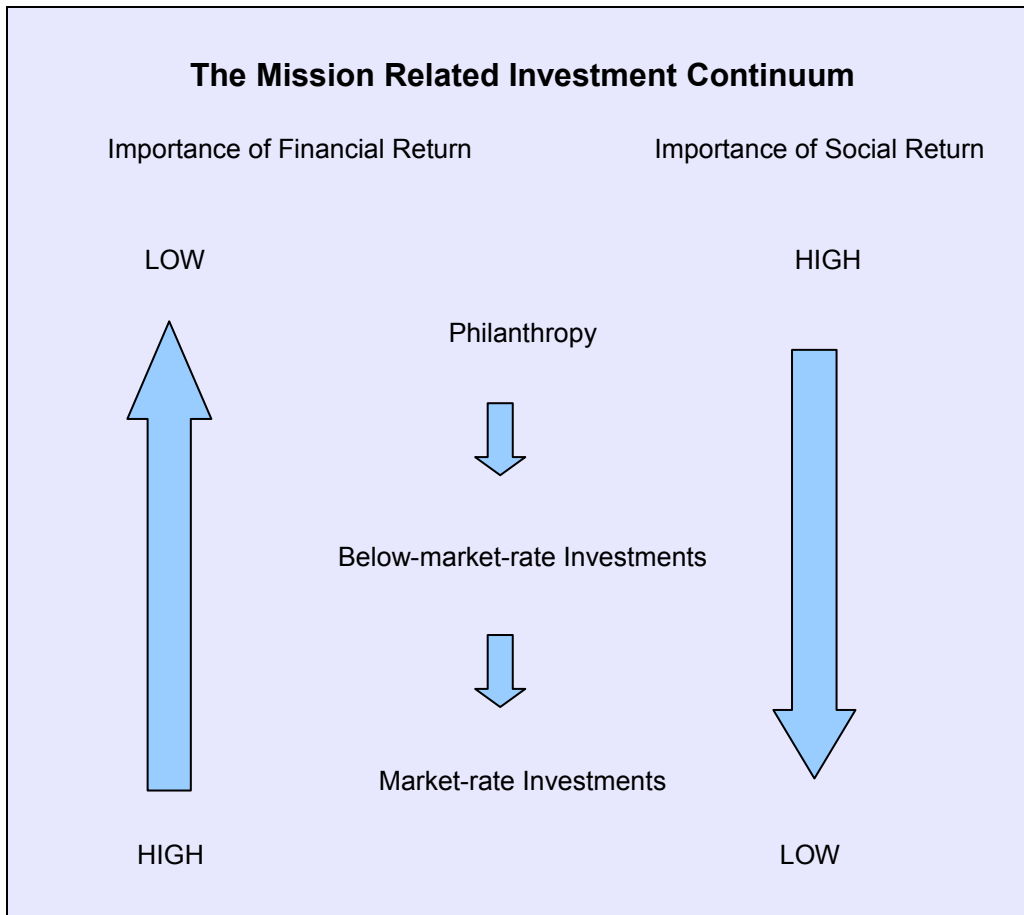 The Mission Related Investment Continuum
Importance of Financial Return
Importance of Social Return
LOW
HIGH
Philanthropy
Below-market-rate Investments
Market-rate Investments
HIGH
LOW